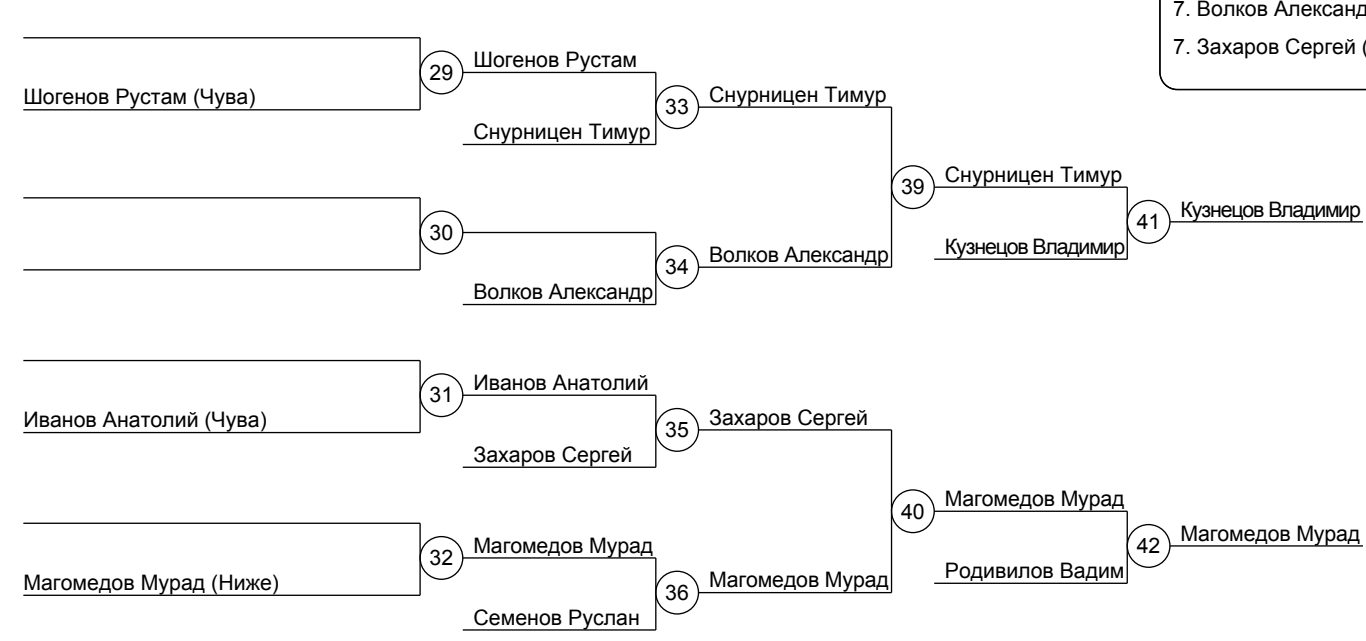 7. Волков Александ
7. Захаров Сергей (
29
Шогенов Рустам
Шогенов Рустам (Чува)
33
Снурницен Тимур
Снурницен Тимур
39
Снурницен Тимур
41
Кузнецов Владимир
30
34
Волков Александр
Кузнецов Владимир
Волков Александр
31
Иванов Анатолий
Иванов Анатолий (Чува)
35
Захаров Сергей
Захаров Сергей
40
Магомедов Мурад
42
Магомедов Мурад
32
Магомедов Мурад
Магомедов Мурад (Ниже)
36
Магомедов Мурад
Родивилов Вадим
Семенов Руслан